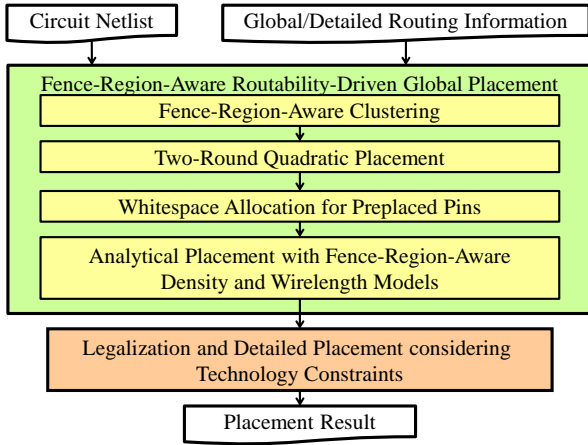 Circuit Netlist
Global/Detailed Routing Information
Fence-Region-Aware Routability-Driven Global Placement
Fence-Region-Aware Clustering
Two-Round Quadratic Placement
Whitespace Allocation for Preplaced Pins
Analytical Placement with Fence-Region-Aware
Density and Wirelength Models
Legalization and Detailed Placement considering
Technology Constraints
Placement Result